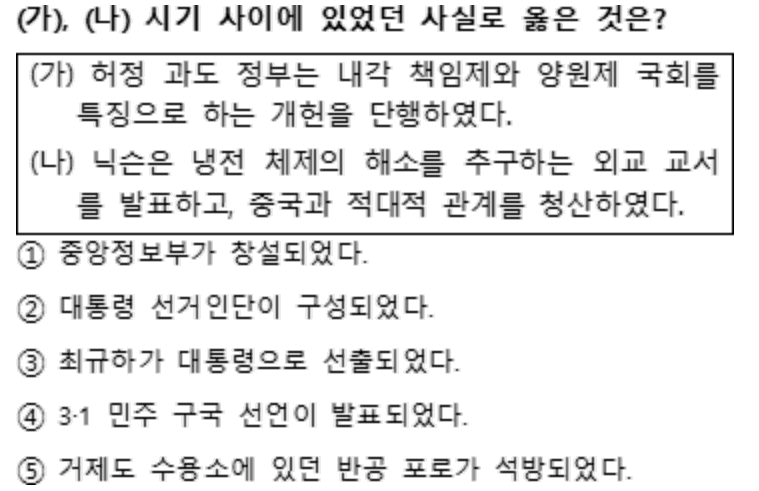 (가), (나) 시기 사이에 있었던 사실로 옳은 것은?
(가) 허정 과도 정부는 내각 책임제와 양원제 국회를
특징으로 하는 개헌을 단행하였다.
(나) 닉슨은 냉전 체제의 해소를 추구하는 외교 교서
를 발표하고, 중국과 적대적 관계를 청산하였다.
① 중앙정보부가 창설되었다.
② 대통령 선거인단이 구성되었다.
③ 최규하가 대통령으로 선출되었다.
④ 3·1 민주 구국 선언이 발표되었다.
⑤ 거제도 수용소에 있던 반공 포로가 석방되었다.